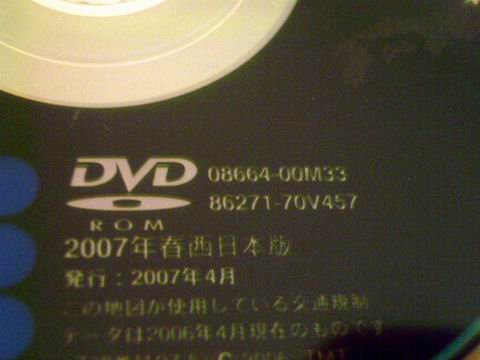 DVD
ROM
08664-00M33
86271-70V457
2007年春西日本版
発行:2007年4月
この地図が使用している交通規制
データは2006年4月現在のものです